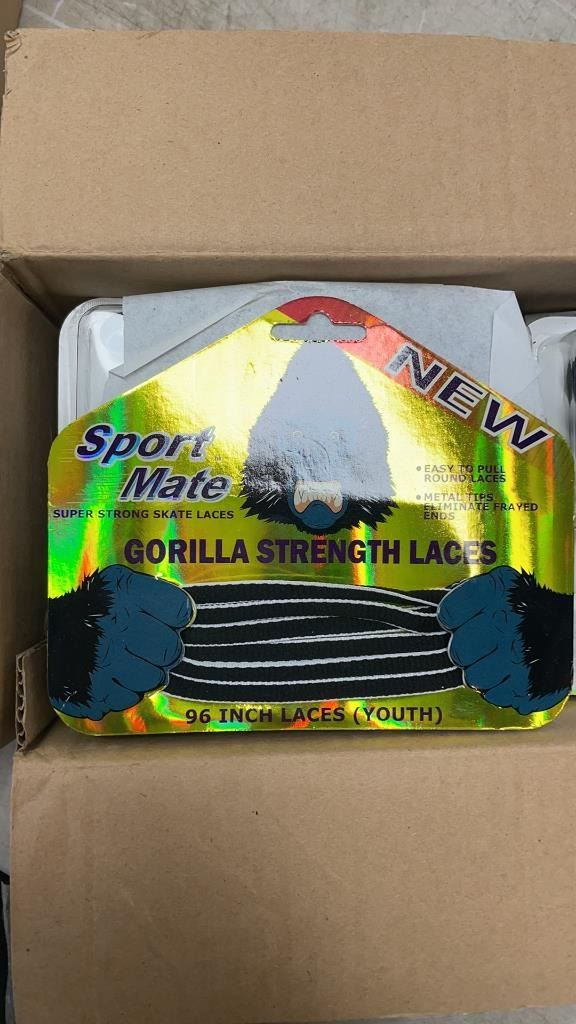 NEW
Sport
Mate
SUPER STRONG SKATE LACES
• EASY TO PULL
ROUND LACES
• METAL TIPS
ELIMINATE FRAYED
ENDS
GORILLA STRENGTH LACES
96 INCH LACES (YOUTH)